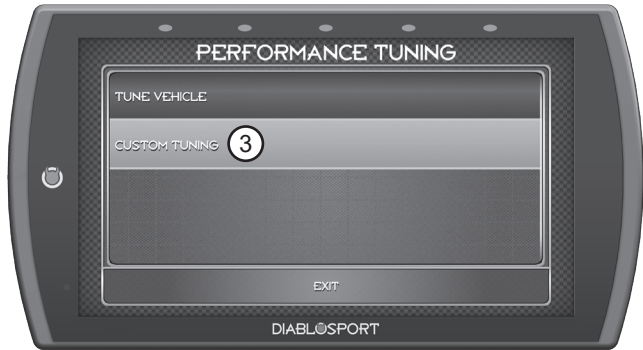 PERFORMANCE TUNING
TUNE VEHICLE
CUSTOM TUNING 3
EXIT
DIABLOSPORT